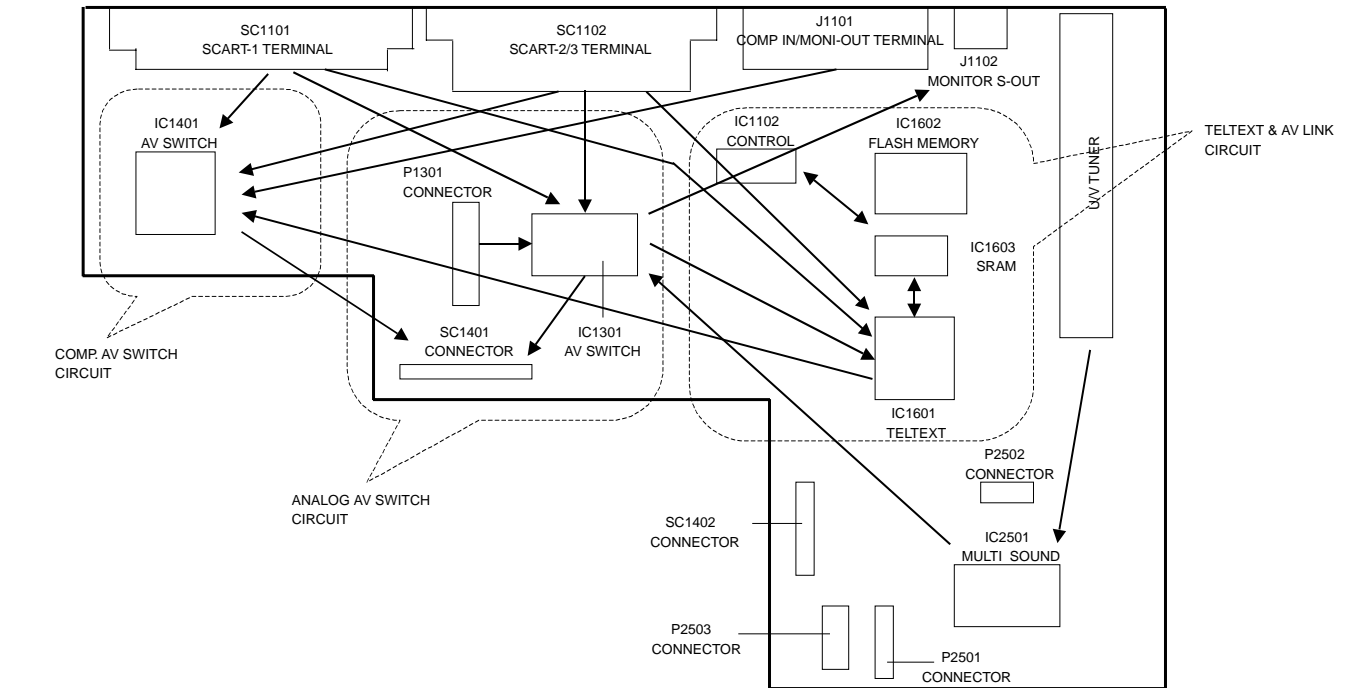 SC1101
SCART-1 TERMINAL
SC1102
SCART-2/3 TERMINAL
J1101
COMP IN/MONI-OUT TERMINAL
J1102
MONITOR S-OUT
IC1401
AV SWITCH
P1301
CONNECTOR
IC1102
CONTROL
IC1602
FLASH MEMORY
U/V TUNER
TELTEXT & AV LINK
CIRCUIT
IC1603
SRAM
SC1401
CONNECTOR
IC1301
AV SWITCH
COMP. AV SWITCH
CIRCUIT
IC1601
TELTEXT
P2502
CONNECTOR
ANALOG AV SWITCH
CIRCUIT
SC1402
CONNECTOR
IC2501
MULTI SOUND
P2503
CONNECTOR
P2501
CONNECTOR